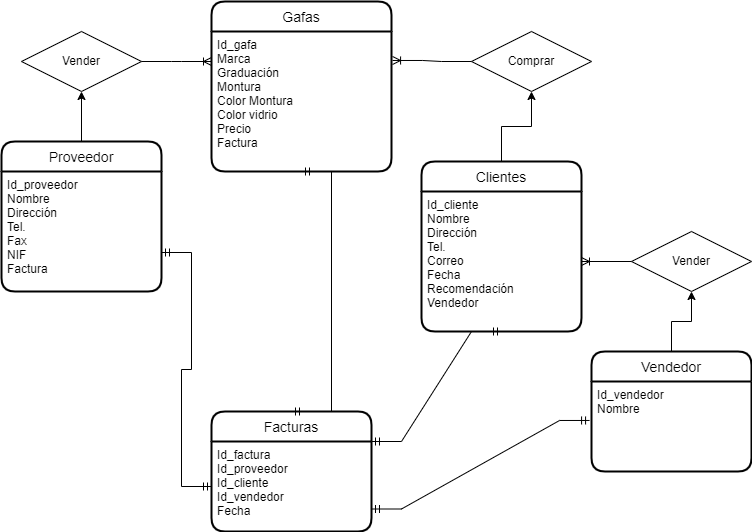 Gafas
Id_gafa
Marca
Graduación
Montura
Color Montura
Color vidrio
Precio
Factura
Vender
Comprar
Proveedor
Id_proveedor
Nombre
Dirección
Tel.
Fax
NIF
Factura
Clientes
Id_cliente
Nombre
Dirección
Tel.
Correo
Fecha
Recomendación
Vendedor
Vender
Vendedor
Id_vendedor
Nombre
Facturas
Id_factura
Id_proveedor
Id_cliente
Id_vendedor
Fecha